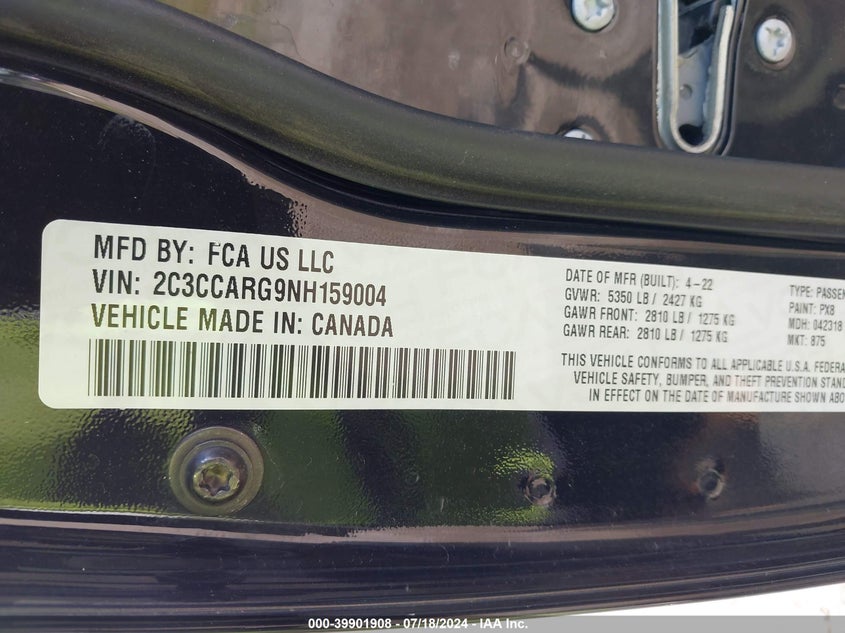 MFD BY: FCA US LLC
VIN: 2C3CCARG9NH159004
VEHICLE MADE IN: CANADA
DATE OF MFR (BUILT): 4-22
GVWR: 5350 LB / 2427 KG
GAWR FRONT: 2810 LB / 1275 KG
GAWR REAR: 2810 LB / 1275 KG
TYPE: PASSEN
PAINT: PX8
MDH: 042318
MKT: 875
THIS VEHICLE CONFORMS TO ALL APPLICABLE U.S.A. FEDERA
VEHICLE SAFETY, BUMPER, AND THEFT PREVENTION STAND
IN EFFECT ON THE DATE OF MANUFACTURE SHOWN ABO
000-39901908 - 07/18/2024 - IAA Inc.